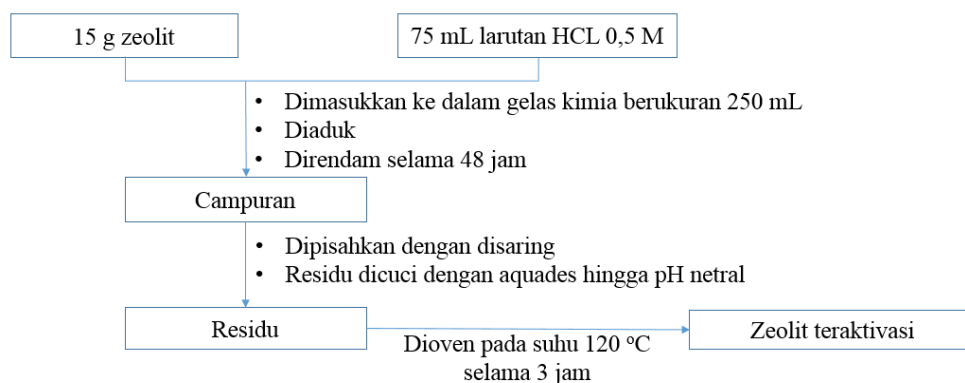 15 g zeolit
75 mL larutan HCL 0,5 M
• Dimasukkan ke dalam gelas kimia berukuran 250 mL
• Diaduk
• Direndam selama 48 jam
Campuran
• Dipisahkan dengan disaring
• Residu dicuci dengan aquades hingga pH netral
Residu
Dioven pada suhu 120 °C
selama 3 jam
Zeolit teraktivasi